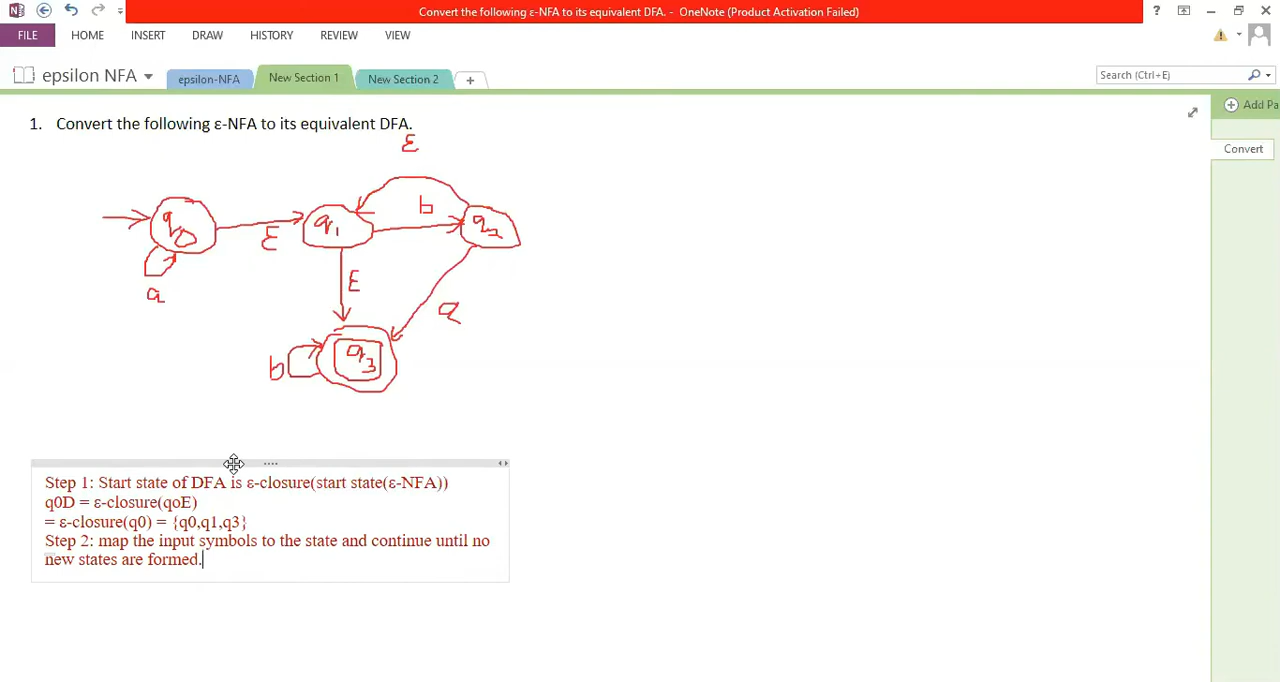 Convert the following ε-NFA to its equivalent DFA. - OneNote (Product Activation Failed)
?
FILE HOME INSERT DRAW HISTORY REVIEW VIEW
epsilon NFA
epsilon-NFA
New Section 1
New Section 2
+
Search (Ctrl+E)
Add Pa
Convert
1. Convert the following ε-NFA to its equivalent DFA.
ε
b
q0
ε
q1
q2
a
ε
a
b
q3
Step 1: Start state of DFA is ε-closure(start state(ε-NFA))
q0D = ε-closure(qoE)
= ε-closure(q0) = {q0,q1,q3}
Step 2: map the input symbols to the state and continue until no
new states are formed.